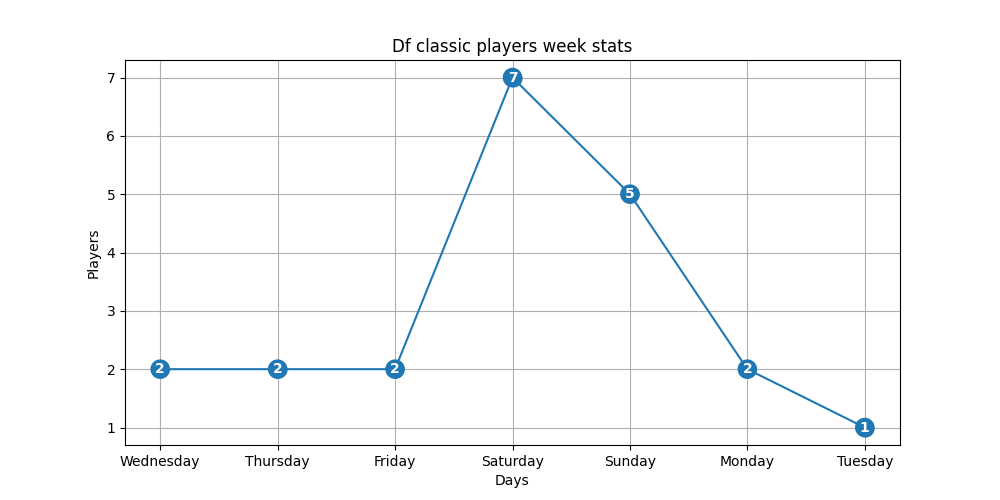 Df classic players week stats
7
6
5
4
3
2
1
Players
2 2 2 7 5 2 1
Wednesday Thursday Friday Saturday Sunday Monday Tuesday
Days